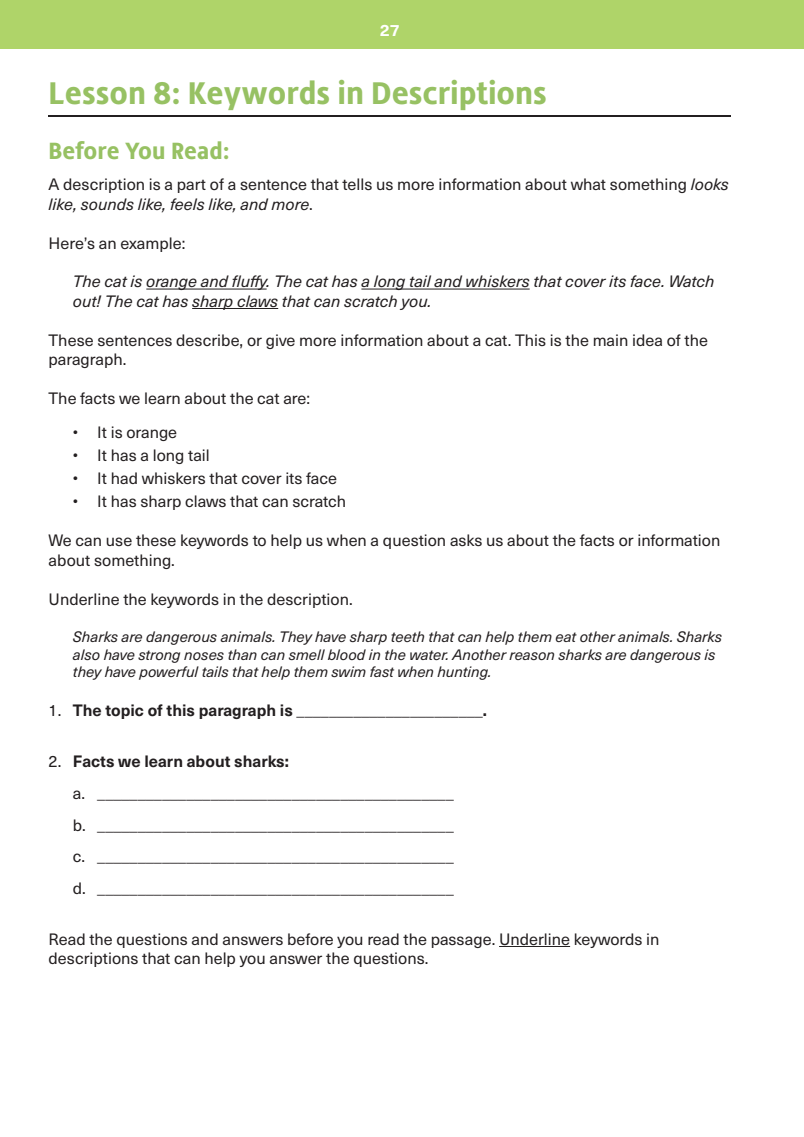 27
Lesson 8: Keywords in Descriptions
Before You Read:
A description is a part of a sentence that tells us more information about what something looks
like, sounds like, feels like, and more.
Here's an example:
The cat is orange and fluffy. The cat has a long tail and whiskers that cover its face. Watch
out! The cat has sharp claws that can scratch you.
These sentences describe, or give more information about a cat. This is the main idea of the
paragraph.
The facts we learn about the cat are:
• It is orange
• It has a long tail
• It had whiskers that cover its face
• It has sharp claws that can scratch
We can use these keywords to help us when a question asks us about the facts or information
about something.
Underline the keywords in the description.
Sharks are dangerous animals. They have sharp teeth that can help them eat other animals. Sharks
also have strong noses than can smell blood in the water. Another reason sharks are dangerous is
they have powerful tails that help them swim fast when hunting.
1. The topic of this paragraph is ______________________.
2. Facts we learn about sharks:
a. ____________________________________________
b. ____________________________________________
c. ____________________________________________
d. ____________________________________________
Read the questions and answers before you read the passage. Underline keywords in
descriptions that can help you answer the questions.